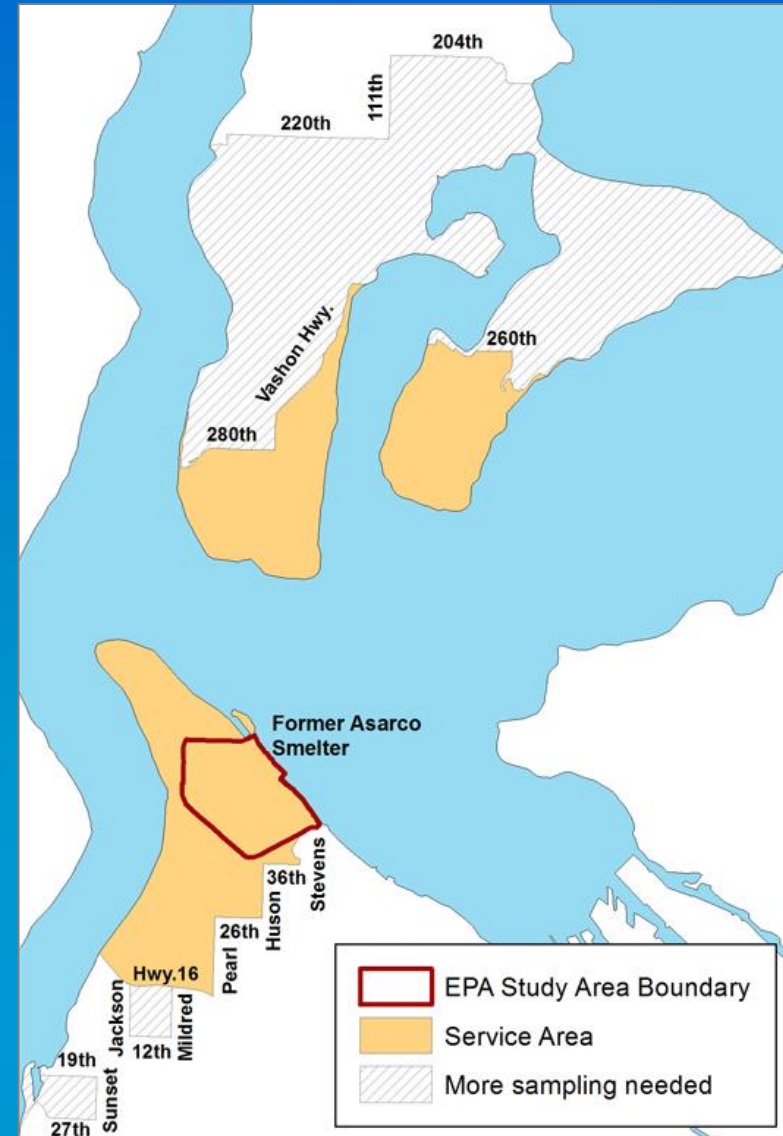 204th
111th
220th
Vashon Hwy.
260th
280th
Former Asarco
Smelter
Stevens
36th
Huson
26th
Pearl
Hwy.16
Jackson
Mildred
12th
19th
Sunset
27th
EPA Study Area Boundary
Service Area
More sampling needed